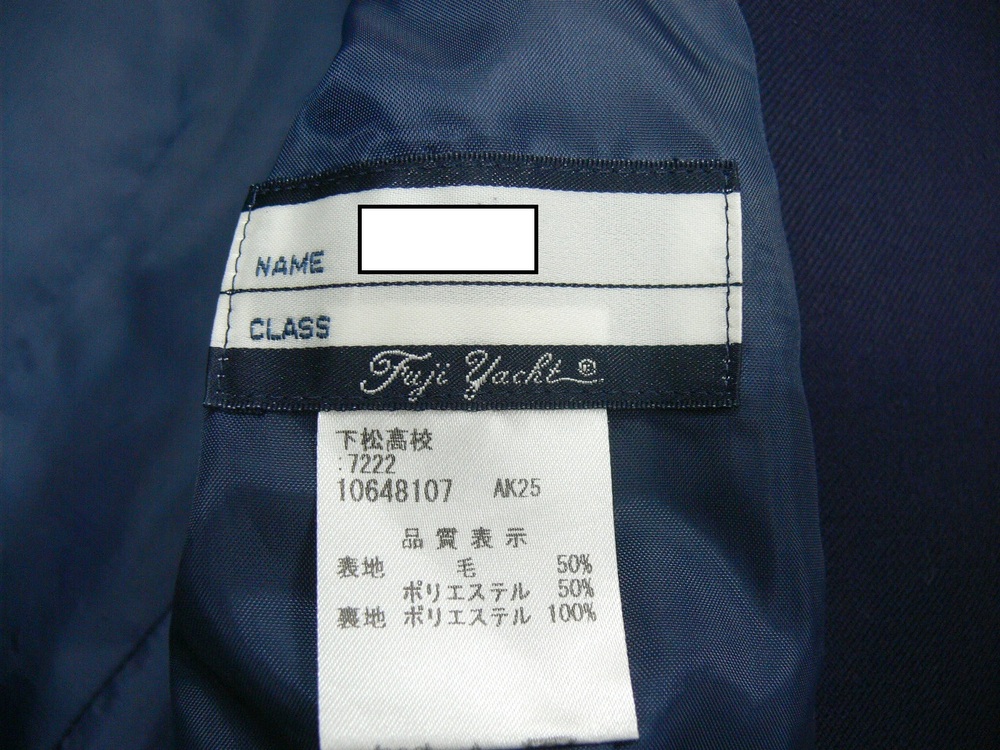 NAME
CLASS
Fuji Yacht®
下松高校
:7222
10648107 AK25
品質表示
表地 毛 50%
ポリエステル 50%
裏地 ポリエステル 100%